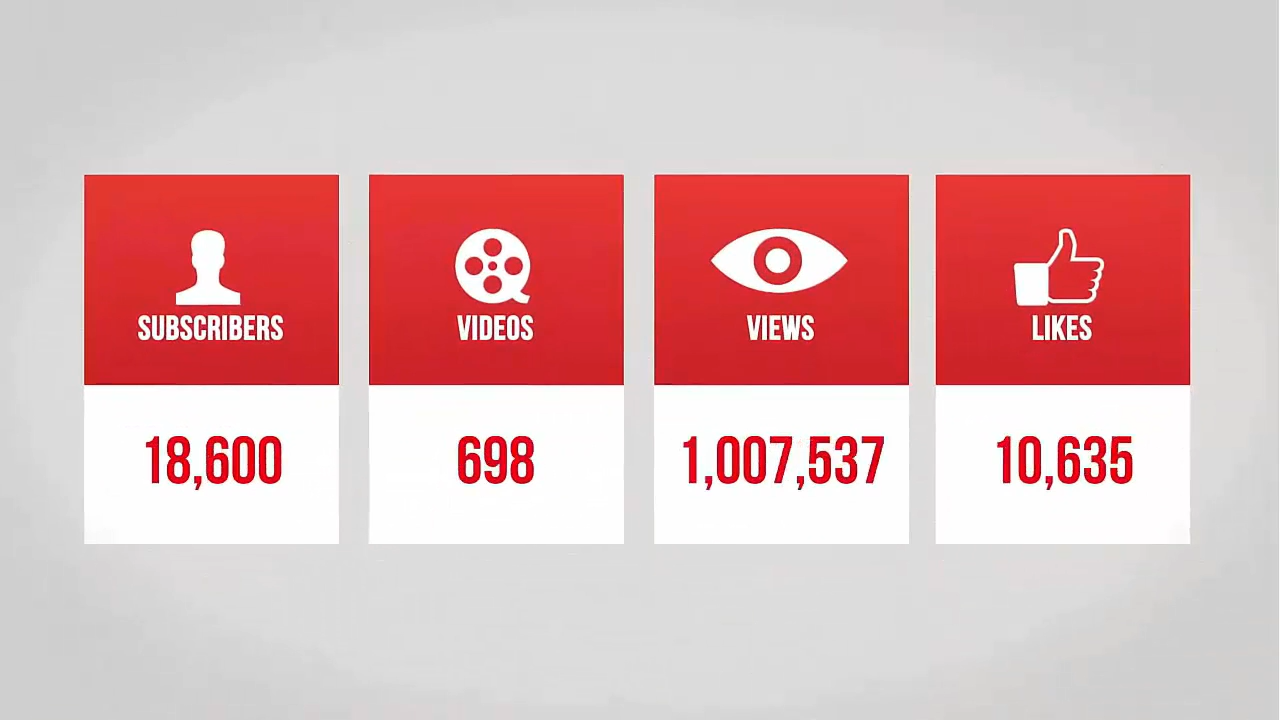 SUBSCRIBERS
18,600
VIDEOS
698
VIEWS
1,007,537
LIKES
10,635